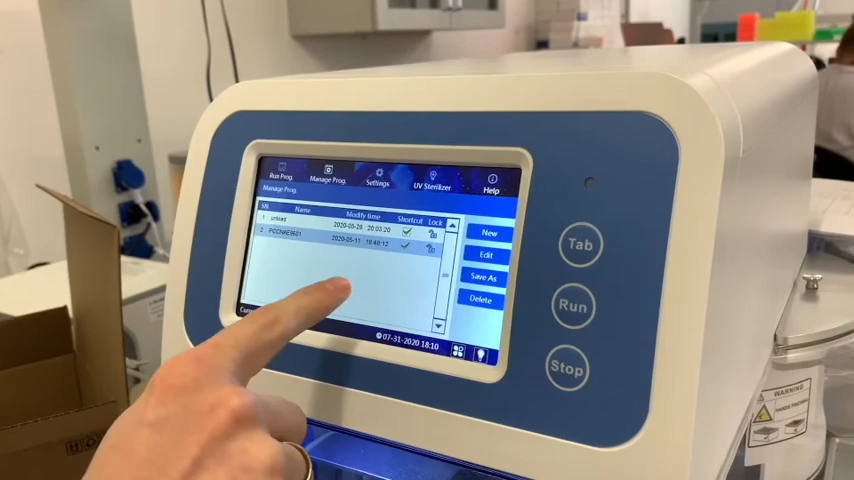 Run Prog.
Manage Prog.
Settings
UV Sterilizer
Help
Manage Prog.
SN Name Modify time Shortcut Lock
1 unload 2020-05-28 20:03:20
2 2020-05-11 18:48:12
New
Edit
Save As
Delete
07-31-2020 18:10
Tab
Run
Stop
WARNING